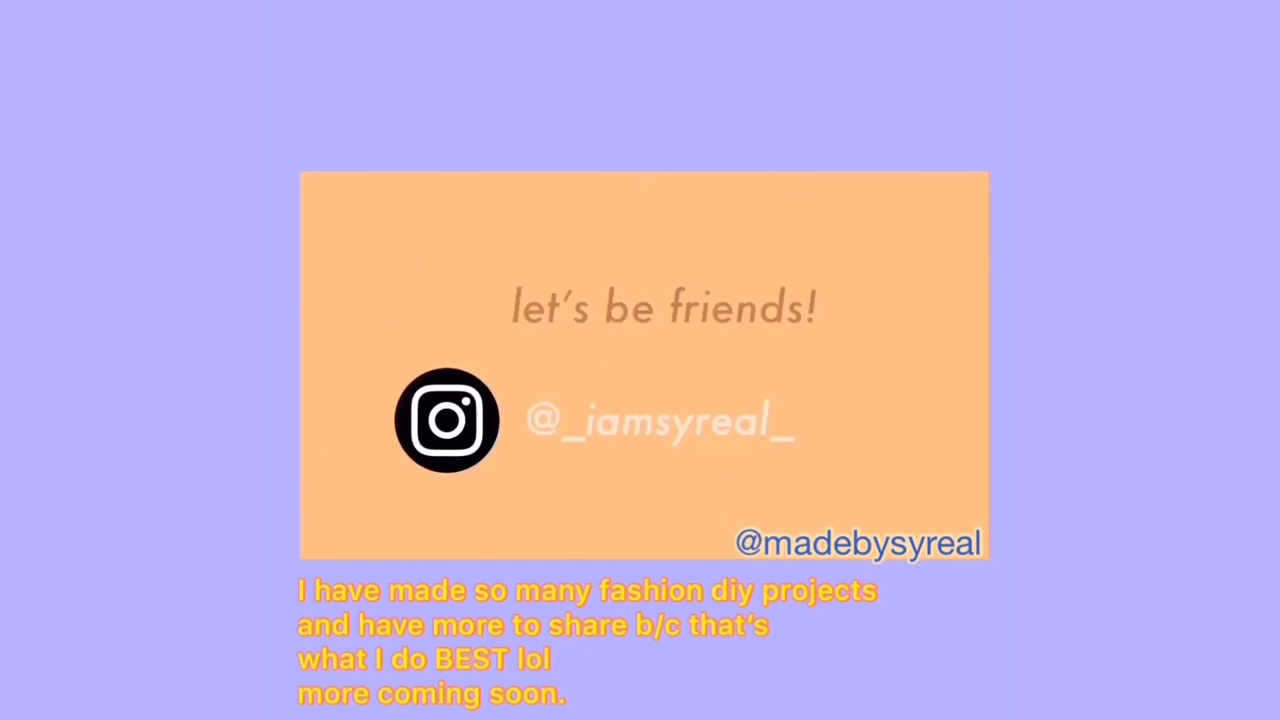 let's be friends!
@_iamsyreal_
@madebysyreal
I have made so many fashion diy projects
and have more to share b/c that's
what I do BEST lol
more coming soon.